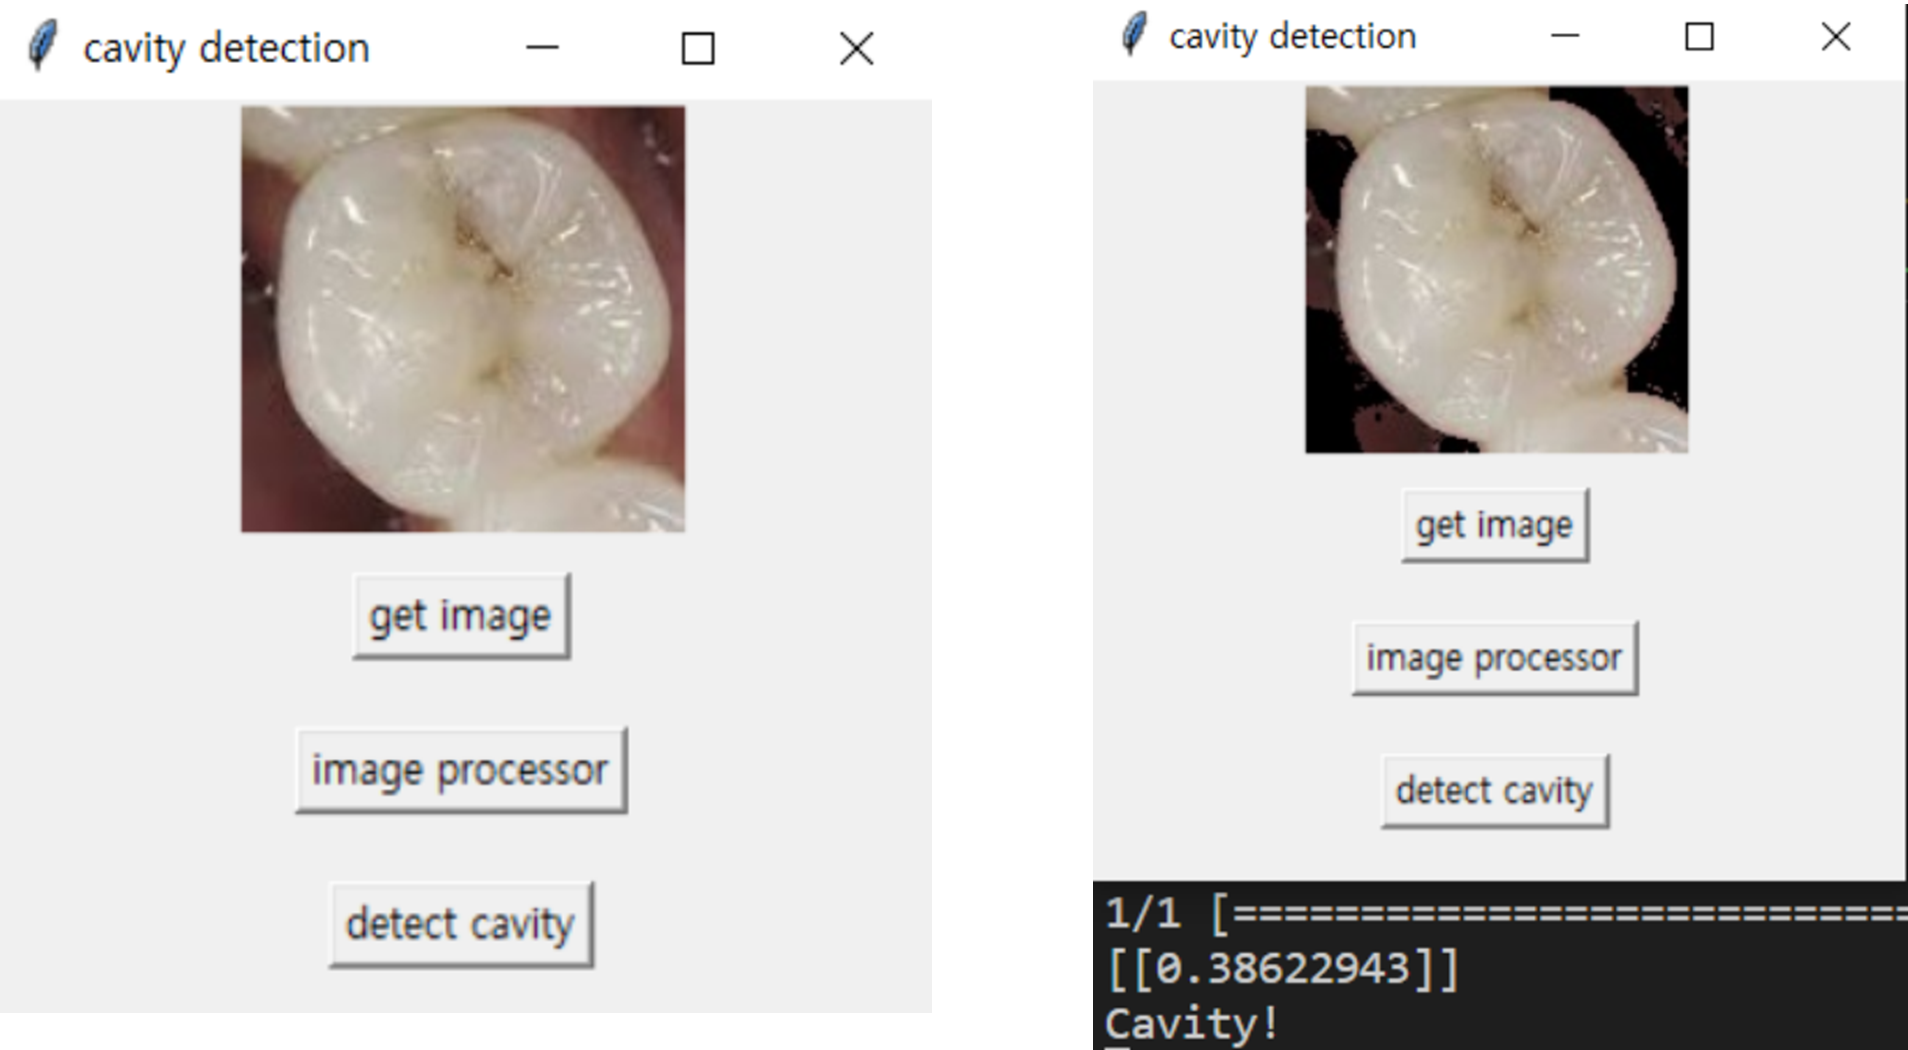 cavity detection
get image
image processor
detect cavity
cavity detection
get image
image processor
detect cavity
1/1 [===========================
[[0.38622943]]
Cavity!